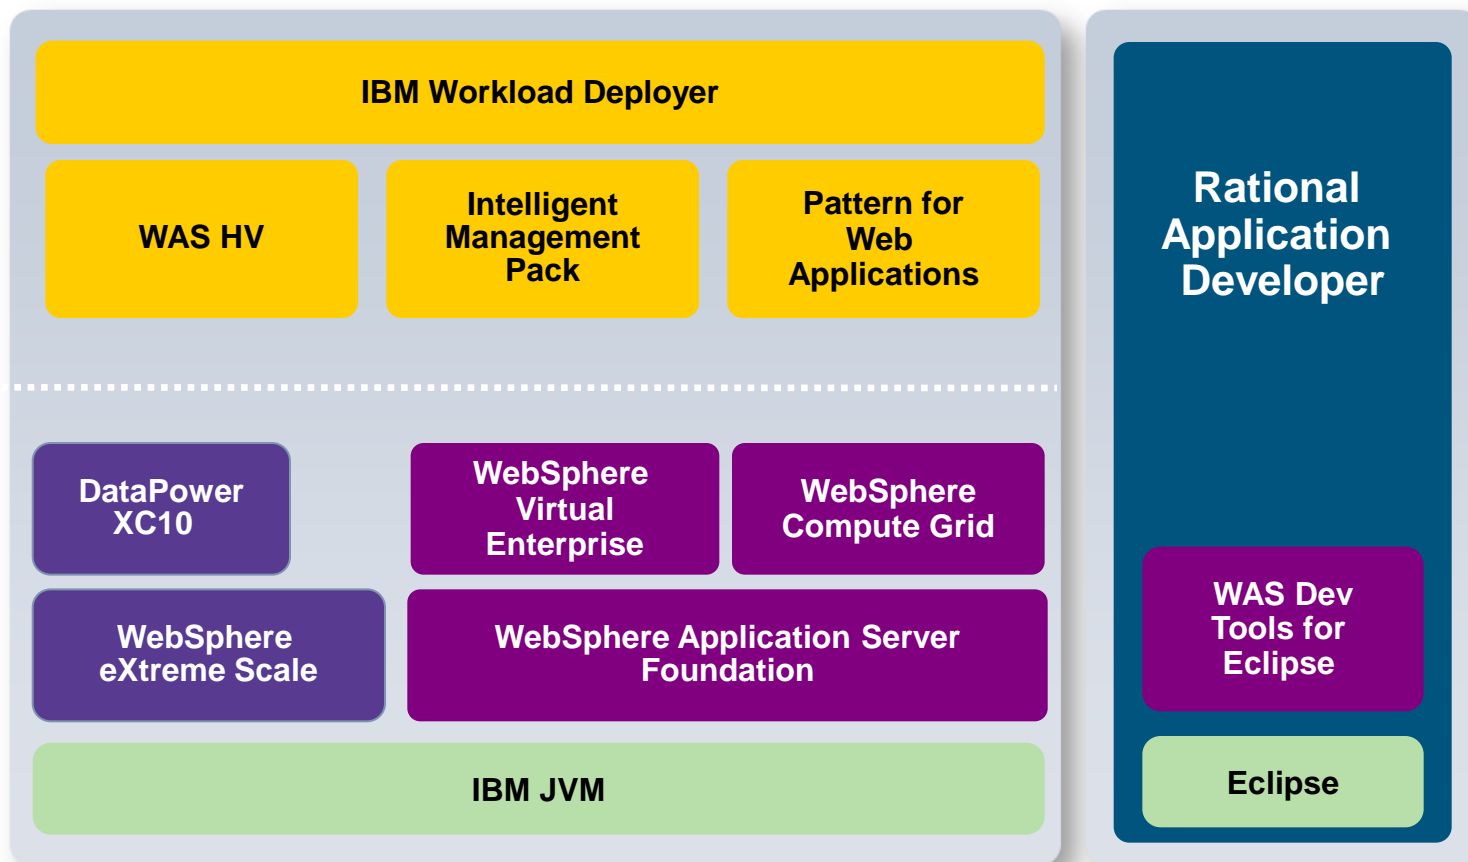 IBM Workload Deployer
WAS HV
Intelligent
Management
Pack
Pattern for
Web
Applications
DataPower
XC10
WebSphere
Virtual
Enterprise
WebSphere
Compute Grid
WebSphere
eXtreme Scale
WebSphere Application Server
Foundation
IBM JVM
Rational
Application
Developer
WAS Dev
Tools for
Eclipse
Eclipse